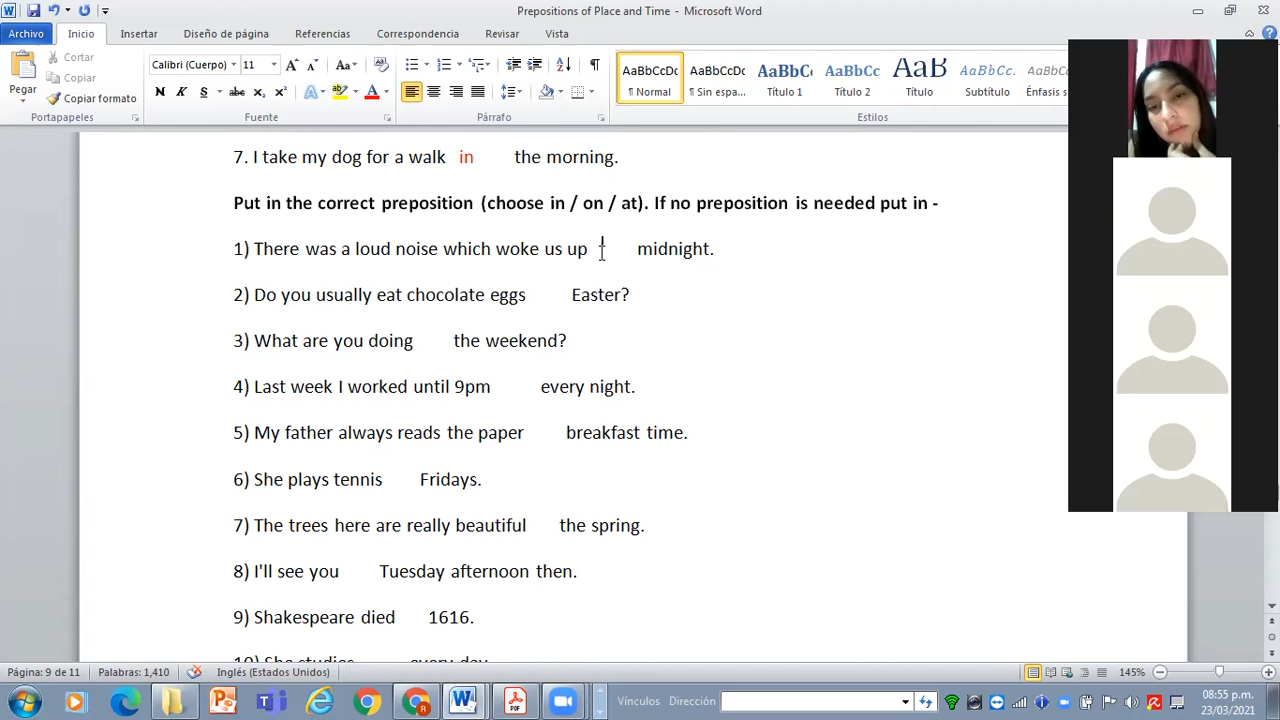 Prepositions of Place and Time - Microsoft Word
Archivo Inicio Insertar Diseño de página Referencias Correspondencia Revisar Vista
Cortar
Copiar
Copiar formato
Pegar
Portapapeles
Calibri (Cuerpo) 11
Fuente
Párrafo
AaBbCcDc AaBbCcDc AaBbC AaBbCc AaB AaBbCc. AaBbCcDc
¶ Normal ¶ Sin espa... Título 1 Título 2 Título Subtítulo Énfasis s
Estilos
7. I take my dog for a walk in the morning.
Put in the correct preposition (choose in / on / at). If no preposition is needed put in -
1) There was a loud noise which woke us up midnight.
2) Do you usually eat chocolate eggs Easter?
3) What are you doing the weekend?
4) Last week I worked until 9pm every night.
5) My father always reads the paper breakfast time.
6) She plays tennis Fridays.
7) The trees here are really beautiful the spring.
8) I'll see you Tuesday afternoon then.
9) Shakespeare died 1616.
10) She studies every day.
Página: 9 de 11 Palabras: 1,410 Inglés (Estados Unidos) 145%
Vínculos Dirección
08:55 p.m.
23/03/2021